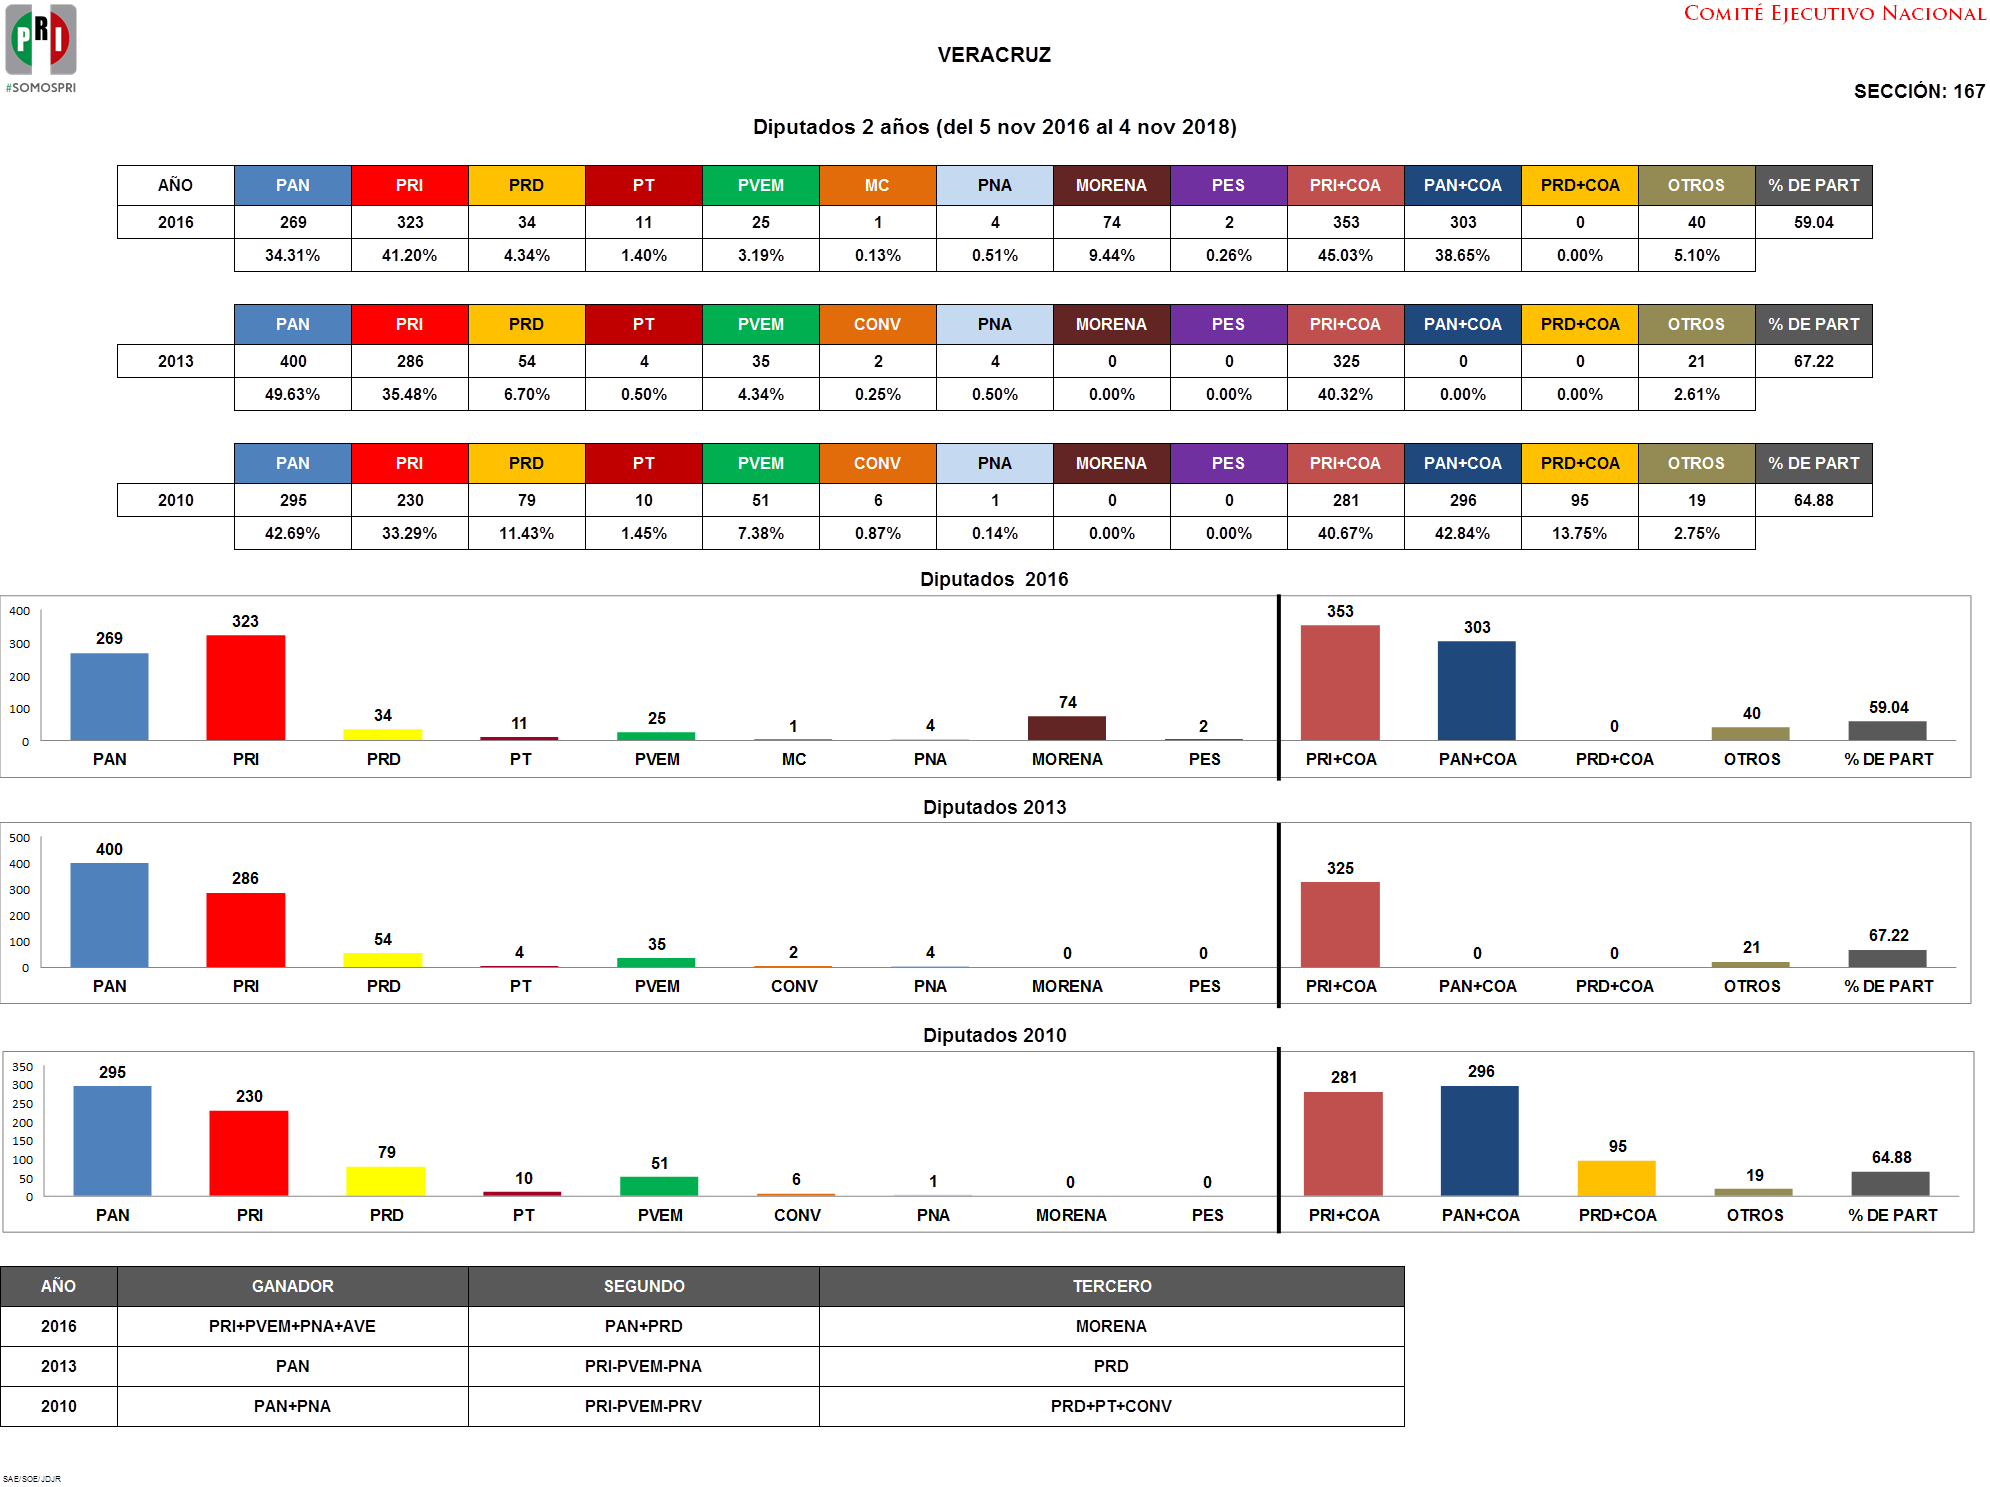 PRI
#SOMOSPRI
COMITÉ EJECUTIVO NACIONAL
VERACRUZ
SECCIÓN: 167
Diputados 2 años (del 5 nov 2016 al 4 nov 2018)
AÑO PAN PRI PRD PT PVEM MC PNA MORENA PES PRI+COA PAN+COA PRD+COA OTROS % DE PART
2016 269 323 34 11 25 1 4 74 2 353 303 0 40 59.04
34.31% 41.20% 4.34% 1.40% 3.19% 0.13% 0.51% 9.44% 0.26% 45.03% 38.65% 0.00% 5.10%
PAN PRI PRD PT PVEM CONV PNA MORENA PES PRI+COA PAN+COA PRD+COA OTROS % DE PART
2013 400 286 54 4 35 2 4 0 0 325 0 0 21 67.22
49.63% 35.48% 6.70% 0.50% 4.34% 0.25% 0.50% 0.00% 0.00% 40.32% 0.00% 0.00% 2.61%
PAN PRI PRD PT PVEM CONV PNA MORENA PES PRI+COA PAN+COA PRD+COA OTROS % DE PART
2010 295 230 79 10 51 6 1 0 0 281 296 95 19 64.88
42.69% 33.29% 11.43% 1.45% 7.38% 0.87% 0.14% 0.00% 0.00% 40.67% 42.84% 13.75% 2.75%
Diputados 2016
400
300
200
100
0
269 323 34 11 25 1 4 74 2 353 303 0 40 59.04
PAN PRI PRD PT PVEM MC PNA MORENA PES PRI+COA PAN+COA PRD+COA OTROS % DE PART
Diputados 2013
500
400
300
200
100
0
400 286 54 4 35 2 4 0 0 325 0 0 21 67.22
PAN PRI PRD PT PVEM CONV PNA MORENA PES PRI+COA PAN+COA PRD+COA OTROS % DE PART
Diputados 2010
350
300
250
200
150
100
50
0
295 230 79 10 51 6 1 0 0 281 296 95 19 64.88
PAN PRI PRD PT PVEM CONV PNA MORENA PES PRI+COA PAN+COA PRD+COA OTROS % DE PART
AÑO GANADOR SEGUNDO TERCERO
2016 PRI+PVEM+PNA+AVE PAN+PRD MORENA
2013 PAN PRI-PVEM-PNA PRD
2010 PAN+PNA PRI-PVEM-PRV PRD+PT+CONV
SAE/SOE/JDJR